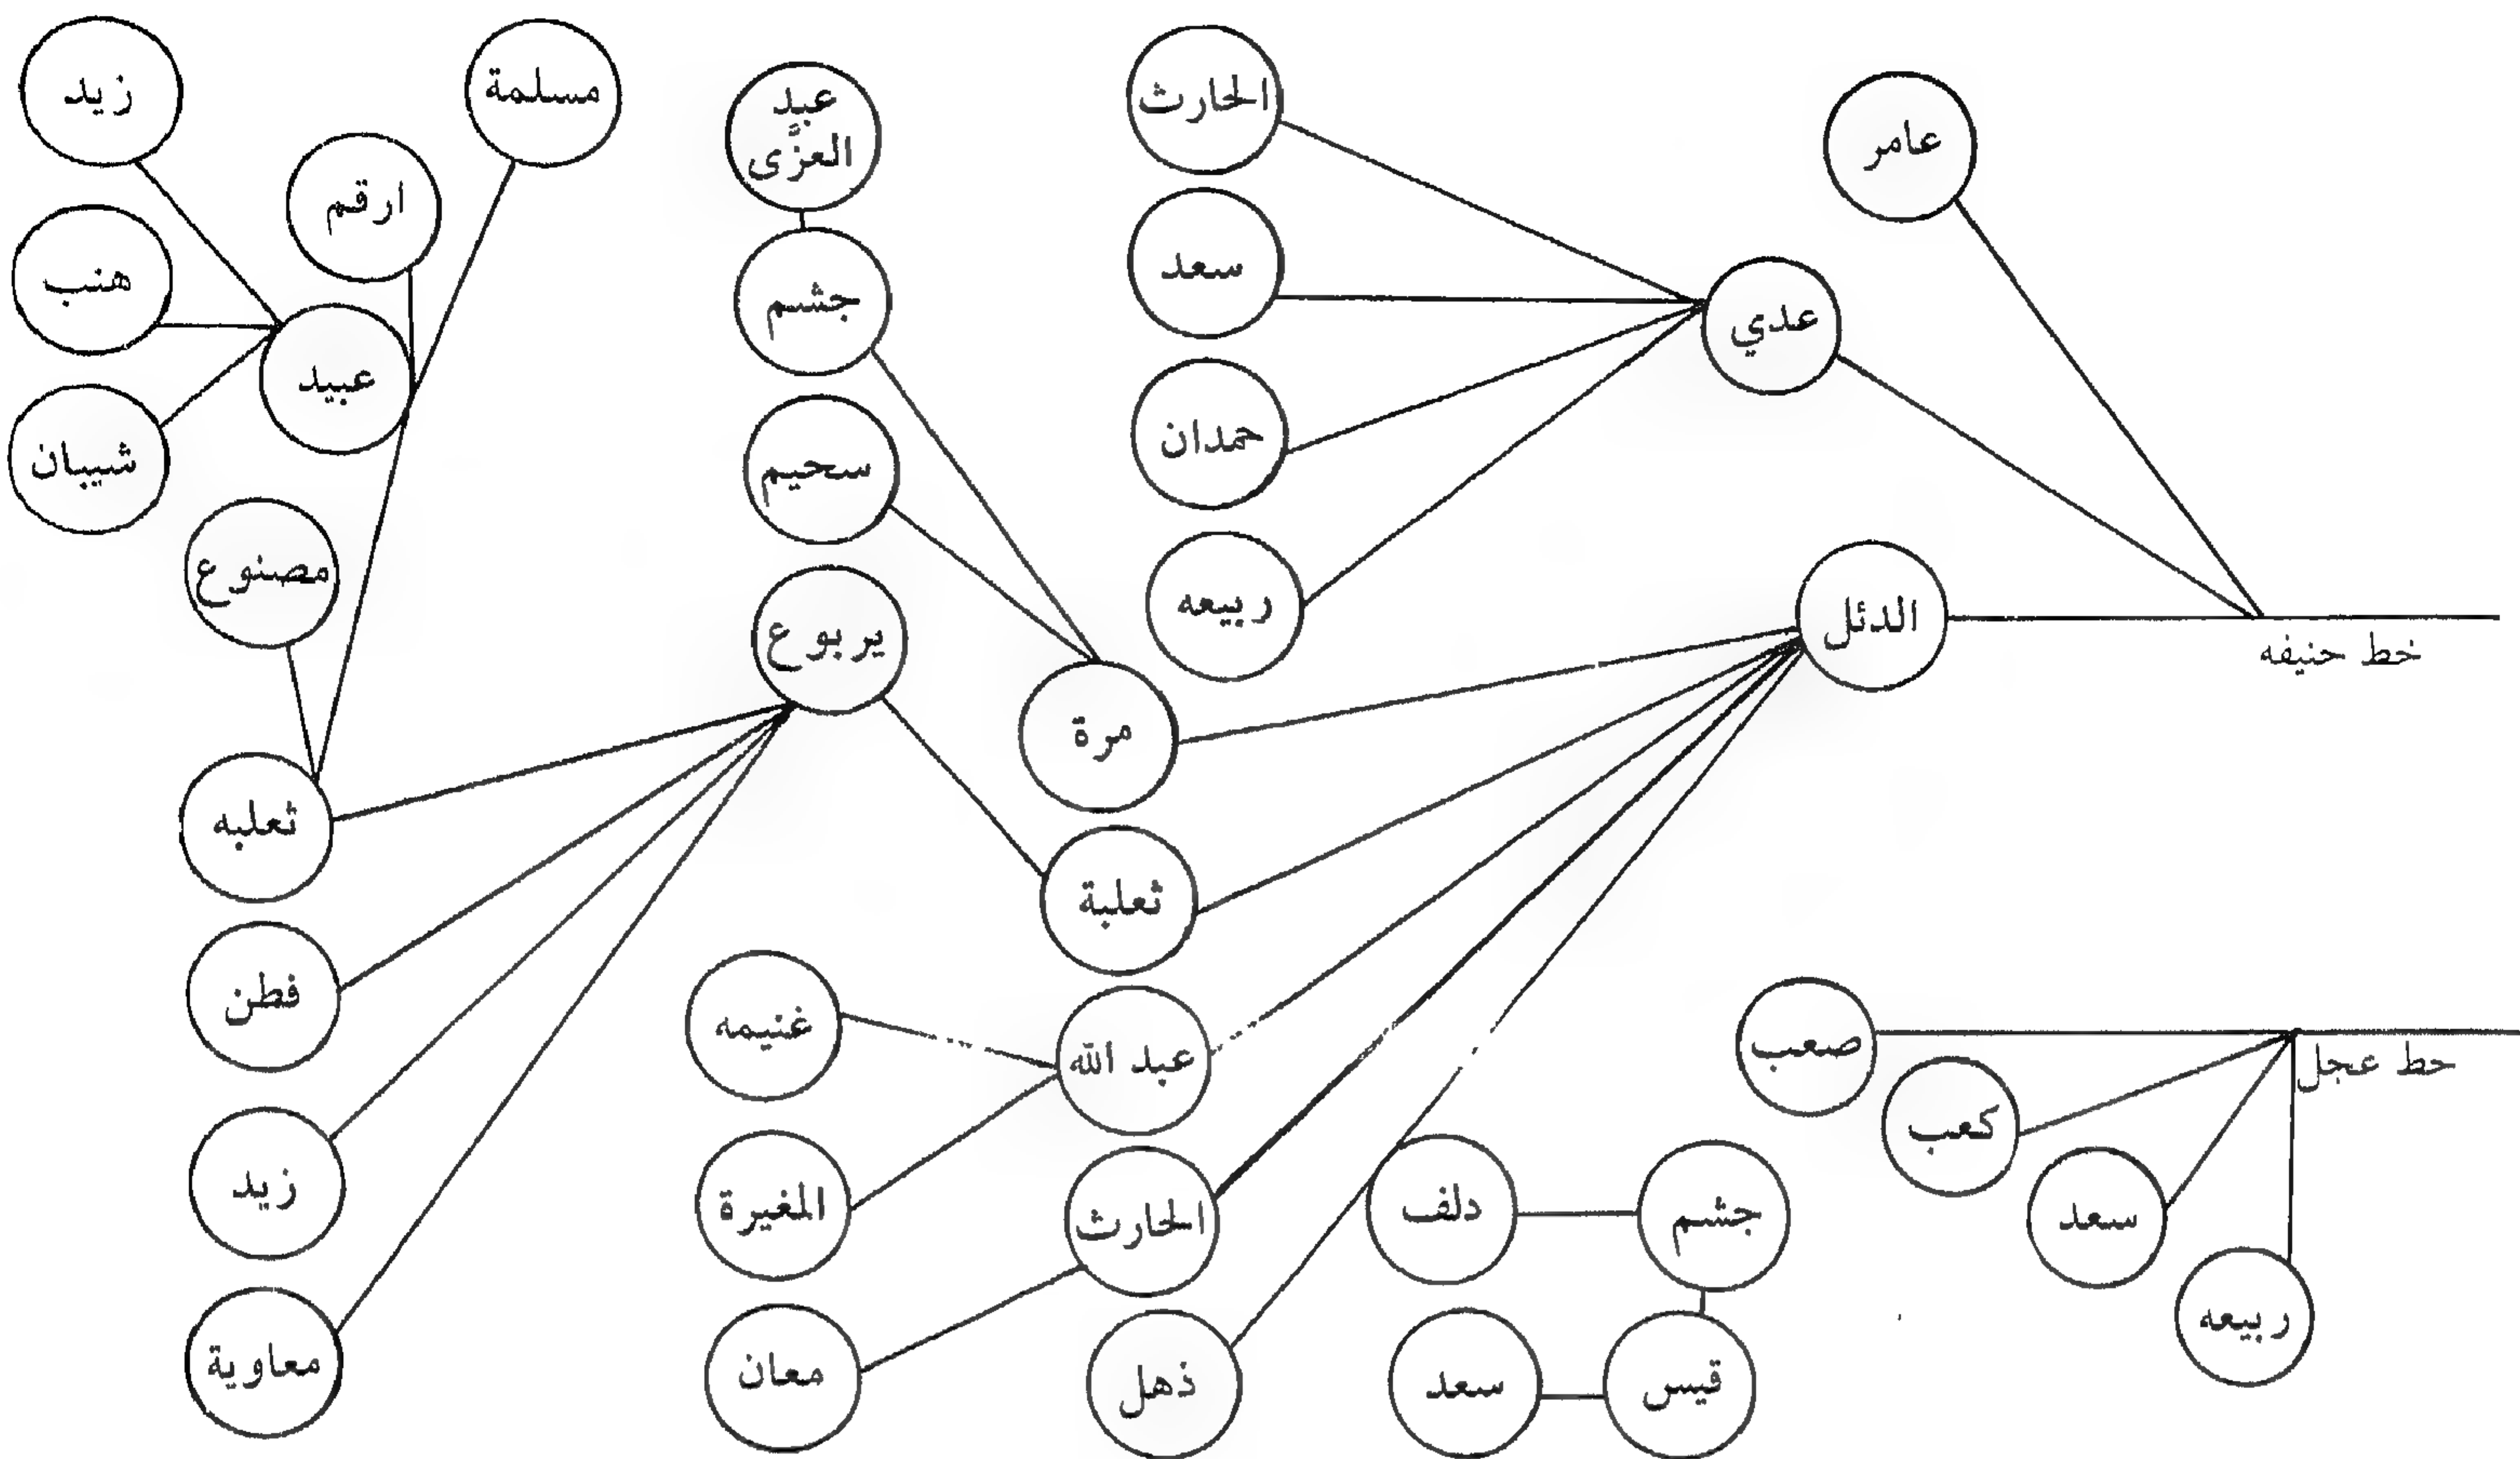 عامر
عدي
الحارث
سعد
حمدان
ربيعه
خط حنيفه
الدئل
مرة
جشم
عبد
العزى
سحيم
ثعلبة
يربوع
ثعلبه
مصنوع
عبيد
ارقم
مسلمة
زيد
هنب
شيبان
فطن
زيد
معاوية
عبد الله
غنيمه
المغيرة
الحارث
معان
ذهل
حط عجل
صعب
كعب
سعد
ربيعه
دلف
جشم
سعد
قيس